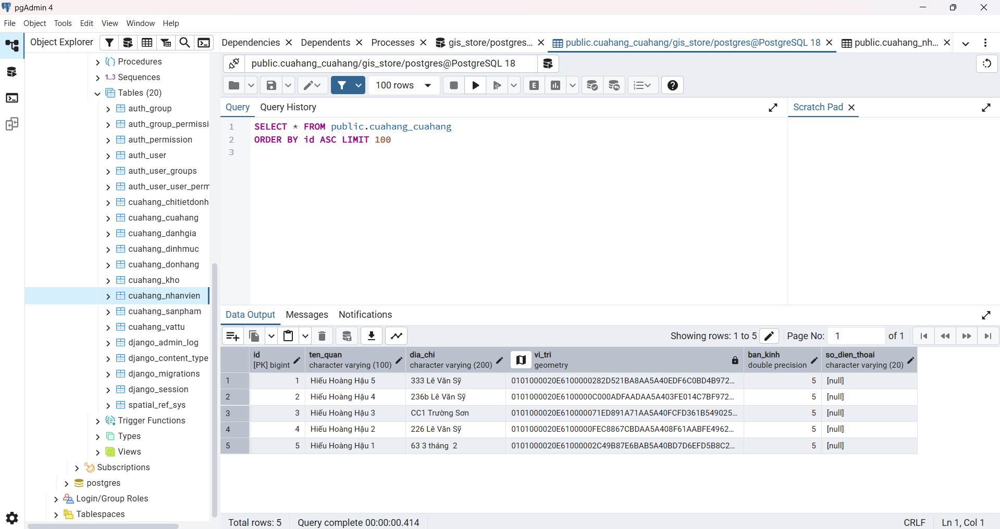 pgAdmin 4
File Object Tools Edit View Window Help
Object Explorer
Dependencies Dependents Processes gis_store/postgres... public.cuahang_cuahang/gis_store/postgres@PostgreSQL 18 public.cuahang_nh...
public.cuahang_cuahang/gis_store/postgres@PostgreSQL 18
100 rows
E
Query Query History
Scratch Pad
1 SELECT * FROM public.cuahang_cuahang
2 ORDER BY id ASC LIMIT 100
3
Procedures
1..3 Sequences
Tables (20)
auth_group
auth_group_permissi
auth_permission
auth_user
auth_user_groups
auth_user_user_perm
cuahang_chitietdonh
cuahang_cuahang
cuahang_danhgia
cuahang_dinhmuc
cuahang_donhang
cuahang_kho
cuahang_nhanvien
cuahang_sanpham
cuahang_vattu
django_admin_log
django_content_type
django_migrations
django_session
spatial_ref_sys
Trigger Functions
Types
Views
Subscriptions
postgres
Login/Group Roles
Tablespaces
Data Output Messages Notifications
Showing rows: 1 to 5 Page No: 1 of 1
id ten_quan dia_chi vi_tri ban_kinh so_dien_thoai
[PK] bigint character varying (100) character varying (200) geometry double precision character varying (20)
1 1 Hiếu Hoàng Hậu 5 333 Lê Văn Sỹ 0101000020E6100000282D521BA8AA5A40EDF6C0BD4B972... 5 [null]
2 2 Hiếu Hoàng Hậu 4 236b Lê Văn Sỹ 0101000020E6100000C000ADFAADAA5A403FE014C7BF972... 5 [null]
3 3 Hiếu Hoàng Hậu 3 CC1 Trường Sơn 0101000020E610000071ED891A71AA5A40FCFD361B549025... 5 [null]
4 4 Hiếu Hoàng Hậu 2 226 Lê Văn Sỹ 0101000020E6100000FEC8867CBDAA5A408F61AABFE4962... 5 [null]
5 5 Hiếu Hoàng Hậu 1 63 3 tháng 2 0101000020E61000002C49B87E6BAB5A40BD7D6EFD5B8C2... 5 [null]
Total rows: 5 Query complete 00:00:00.414 CRLF Ln 1, Col 1